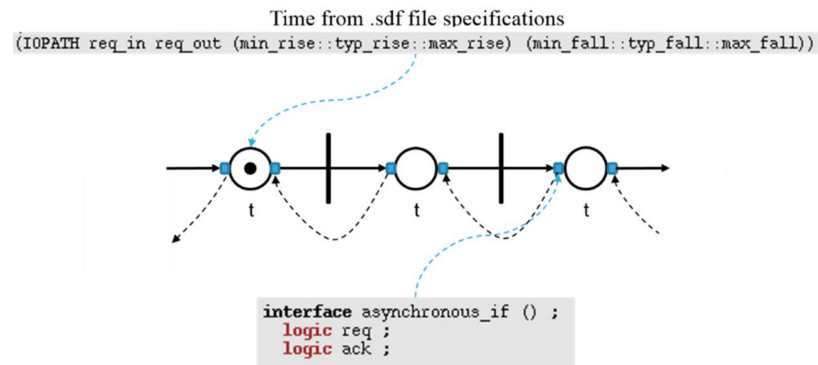 Time from .sdf file specifications
(IOPATH req_in req_out (min_rise::typ_rise::max_rise) (min_fall::typ_fall::max_fall))
t
t
t
interface asynchronous_if () ;
logic req ;
logic ack ;